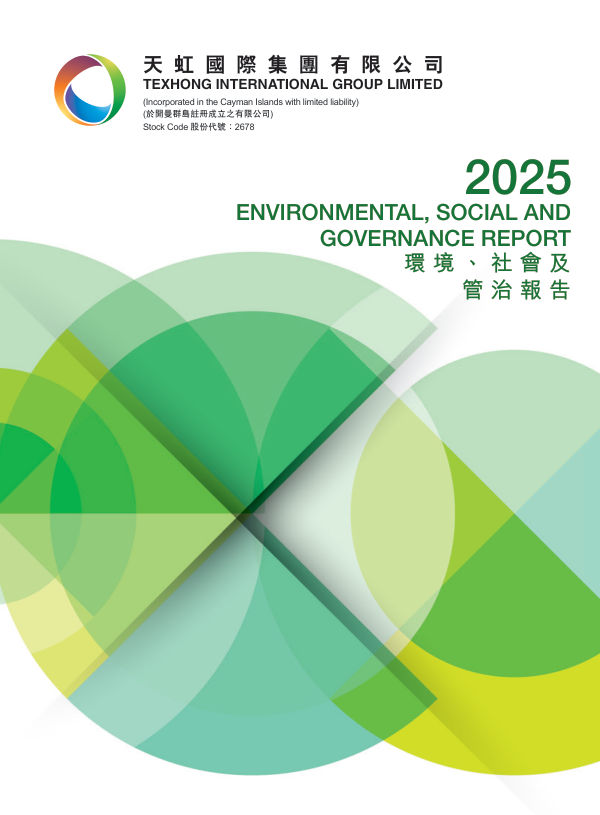 天虹國際集團有限公司
TEXHONG INTERNATIONAL GROUP LIMITED
(Incorporated in the Cayman Islands with limited liability)
(於開曼群島註冊成立之有限公司)
Stock Code 股份代號：2678
2025
ENVIRONMENTAL, SOCIAL AND
GOVERNANCE REPORT
環境、社會及
管治報告